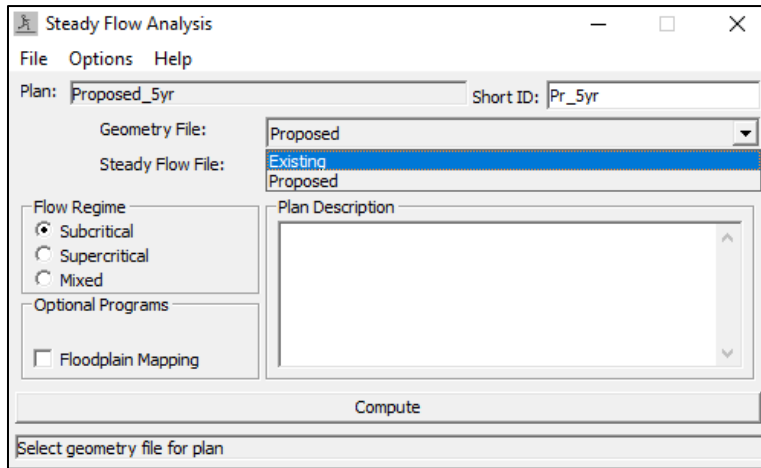 Steady Flow Analysis
File Options Help
Plan: Proposed_5yr Short ID: Pr_5yr
Geometry File: Proposed
Steady Flow File: Existing
Proposed
Flow Regime
Subcritical
Supercritical
Mixed
Optional Programs
Floodplain Mapping
Plan Description
Compute
Select geometry file for plan